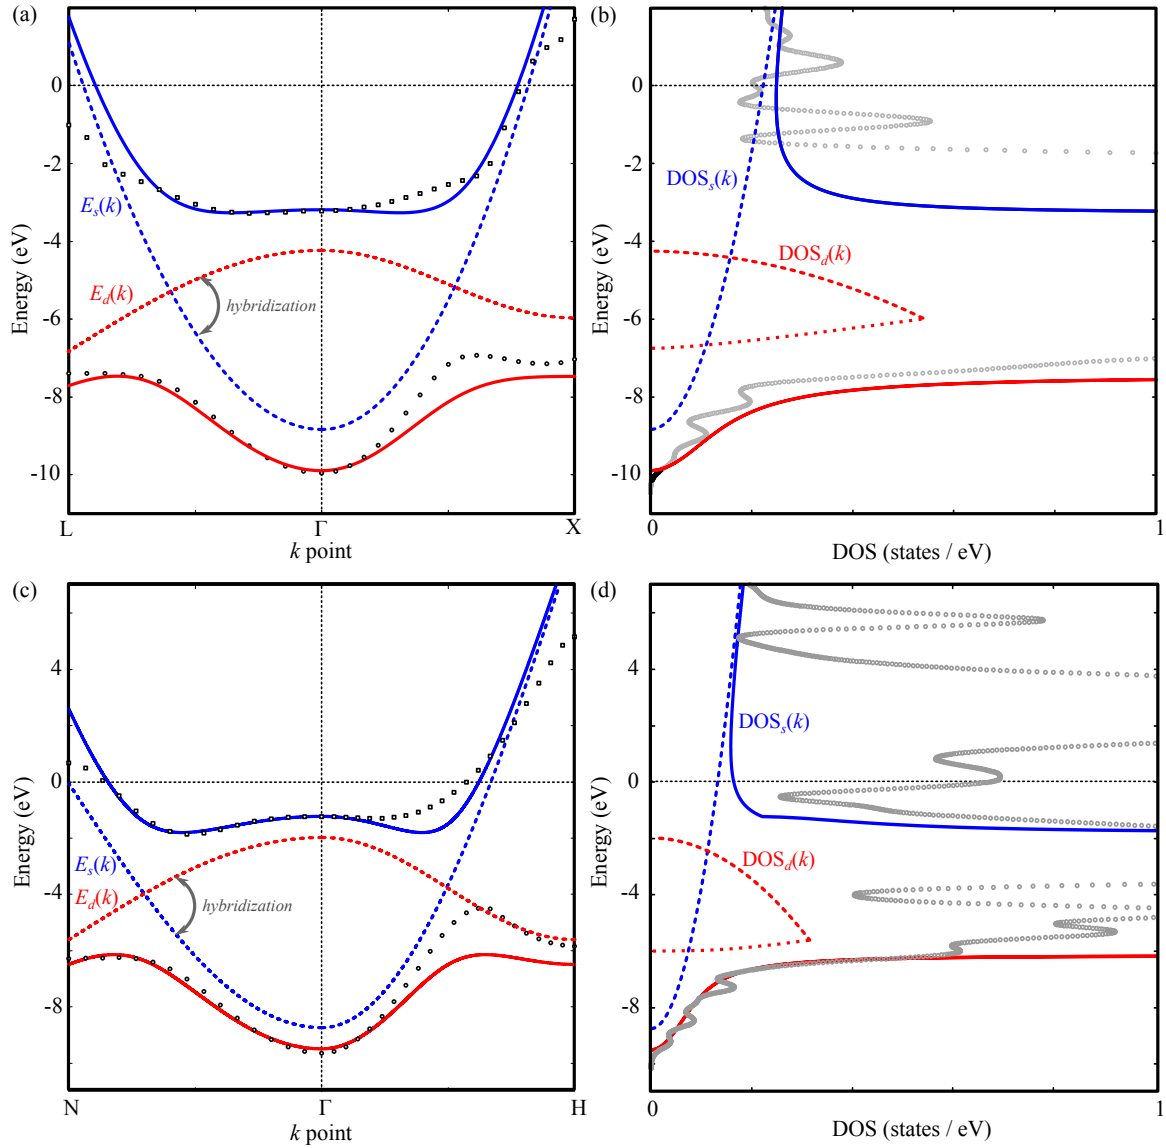 (a)
0
-2
-4
-6
-8
-10
Energy (eV)
E_s(k)
E_d(k)
hybridization
L
Γ
X
k point
(b)
0
-2
-4
-6
-8
-10
Energy (eV)
DOS_s(k)
DOS_d(k)
0
1
DOS (states / eV)
(c)
4
0
-4
-8
Energy (eV)
E_s(k)
E_d(k)
hybridization
N
Γ
H
k point
(d)
4
0
-4
-8
Energy (eV)
DOS_s(k)
DOS_d(k)
0
1
DOS (states / eV)